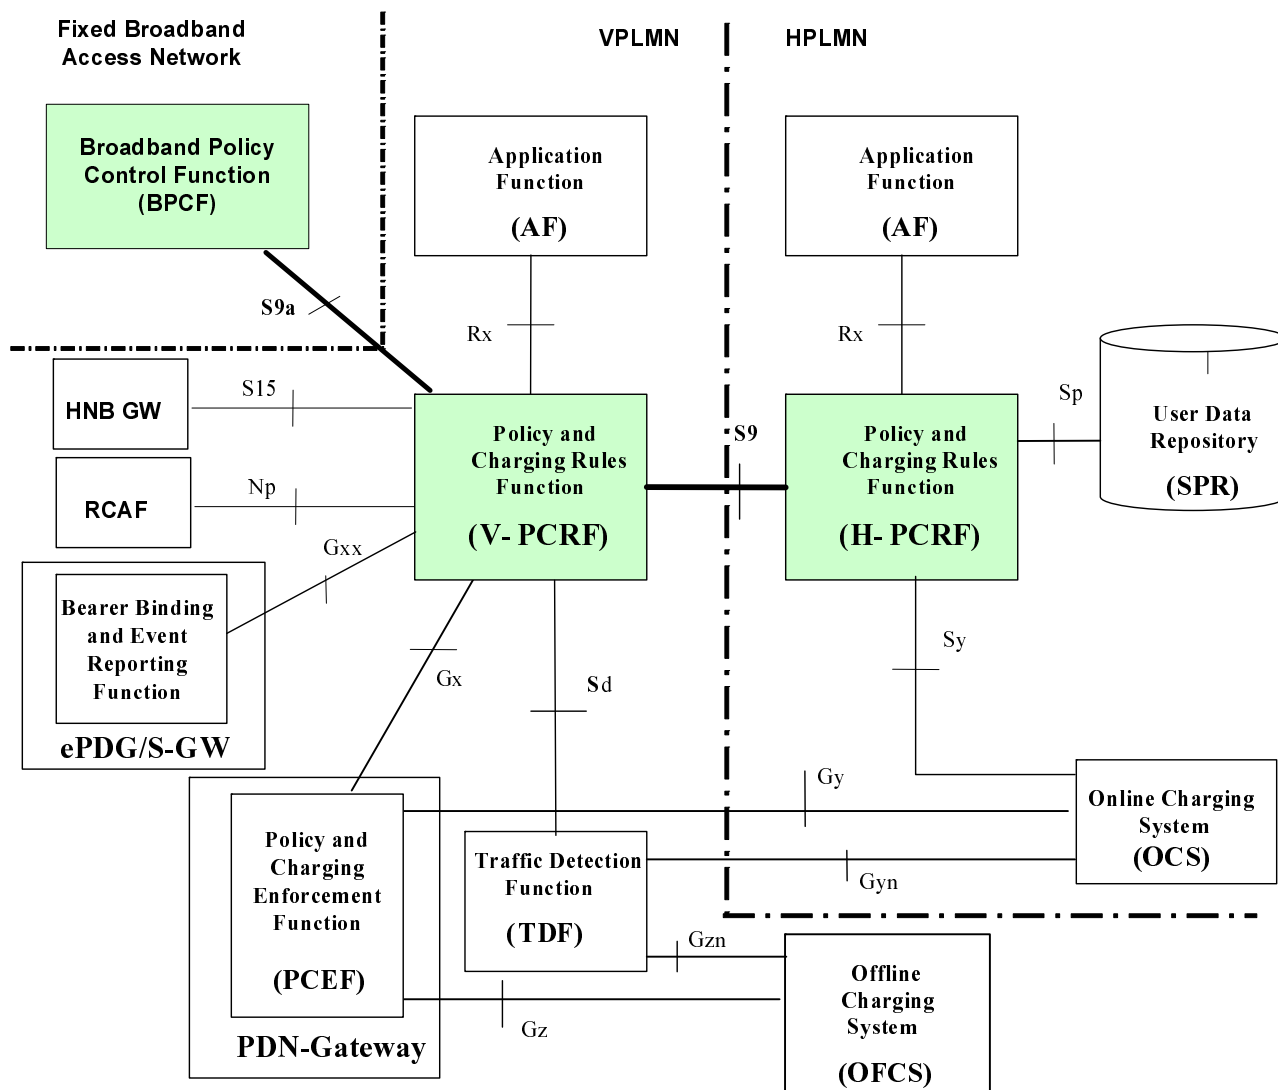 Fixed Broadband
Access Network
VPLMN
HPLMN
Broadband Policy
Control Function
(BPCF)
Application
Function
(AF)
Application
Function
(AF)
S9a
Rx
Rx
HNB GW
S15
Sp
User Data
Repository
(SPR)
Policy and
Charging Rules
Function
(V- PCRF)
S9
Policy and
Charging Rules
Function
(H- PCRF)
RCAF
Np
Gxx
Bearer Binding
and Event
Reporting
Function
ePDG/S-GW
Gx
Sd
Sy
Gy
Online Charging
System
(OCS)
Policy and
Charging
Enforcement
Function
(PCEF)
PDN-Gateway
Traffic Detection
Function
(TDF)
Gyn
Gzn
Gz
Offline
Charging
System
(OFCS)